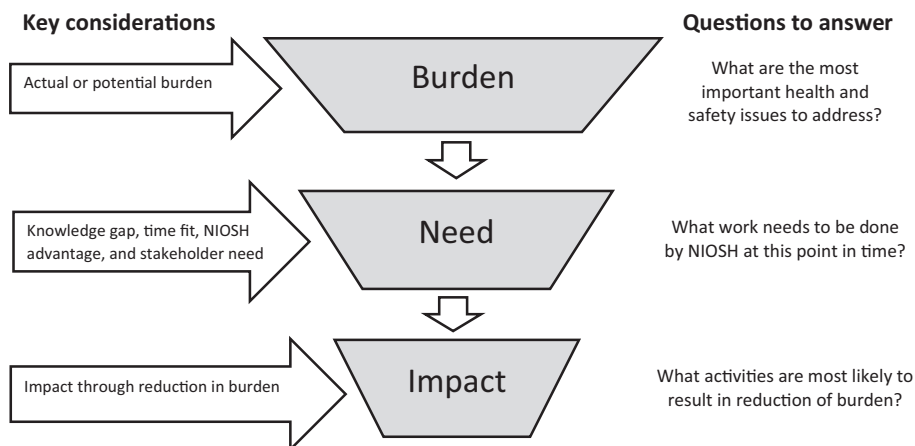 Key considerations
Questions to answer
Actual or potential burden
Burden
What are the most
important health and
safety issues to address?
Knowledge gap, time fit, NIOSH
advantage, and stakeholder need
Need
What work needs to be done
by NIOSH at this point in time?
Impact through reduction in burden
Impact
What activities are most likely to
result in reduction of burden?